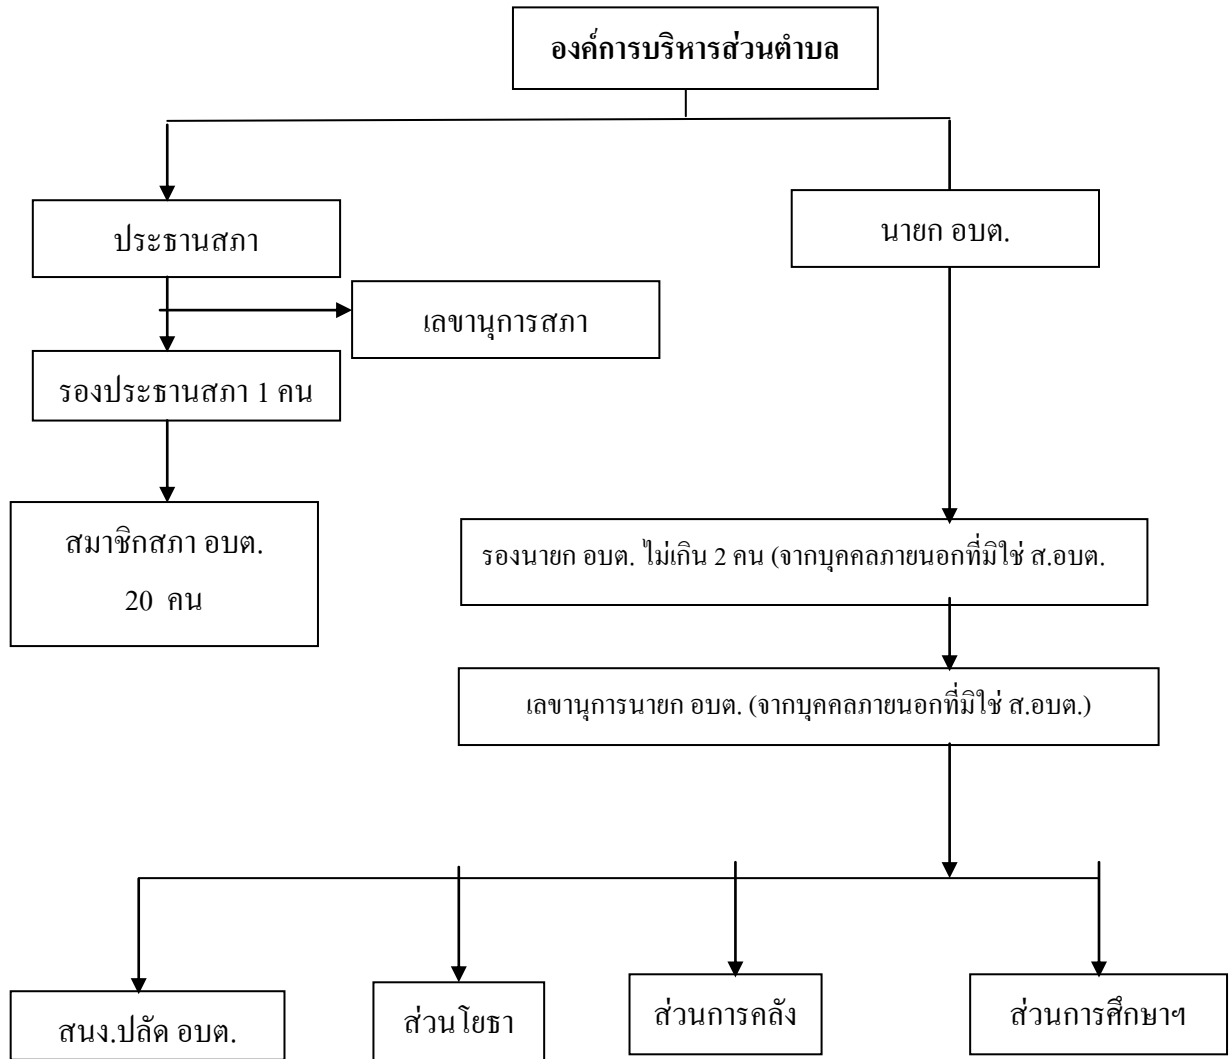 องค์การบริหารส่วนตำบล
ประธานสภา
นายก อบต.
เลขานุการสภา
รองประธานสภา 1 คน
สมาชิกสภา อบต.
20 คน
รองนายก อบต. ไม่เกิน 2 คน (จากบุคคลภายนอกที่มิใช่ ส.อบต.
เลขานุการนายก อบต. (จากบุคคลภายนอกที่มิใช่ ส.อบต.)
สนง.ปลัด อบต.
ส่วนโยธา
ส่วนการคลัง
ส่วนการศึกษาฯ